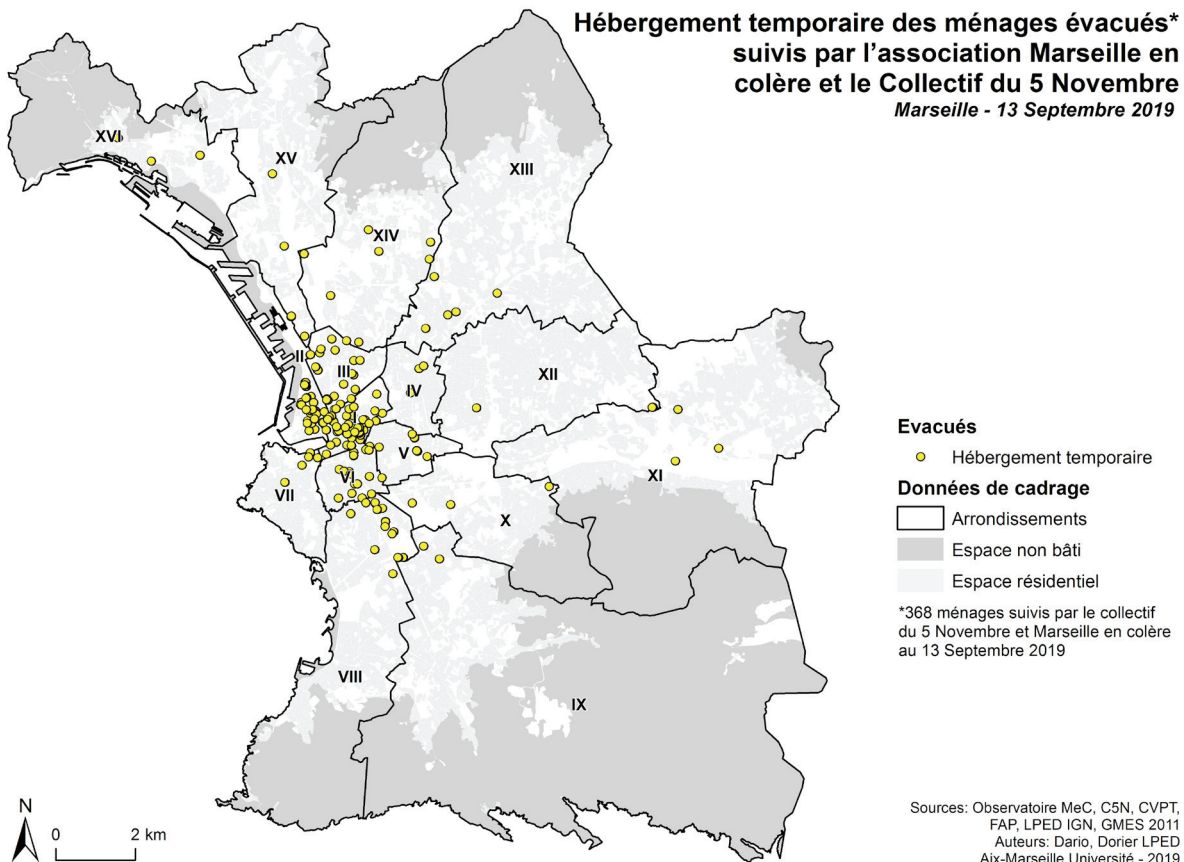 Hébergement temporaire des ménages évacués*
suivis par l'association Marseille en
colère et le Collectif du 5 Novembre
Marseille - 13 Septembre 2019
XVI
XV
XIII
XIV
II
III
XII
IV
I
V
XI
VI
VII
X
VIII
IX
Evacués
Hébergement temporaire
Données de cadrage
Arrondissements
Espace non bâti
Espace résidentiel
*368 ménages suivis par le collectif
du 5 Novembre et Marseille en colère
au 13 Septembre 2019
N
0 2 km
Sources: Observatoire MeC, C5N, CVPT,
FAP, LPED IGN, GMES 2011
Auteurs: Dario, Dorier LPED
Aix-Marseille Université - 2019